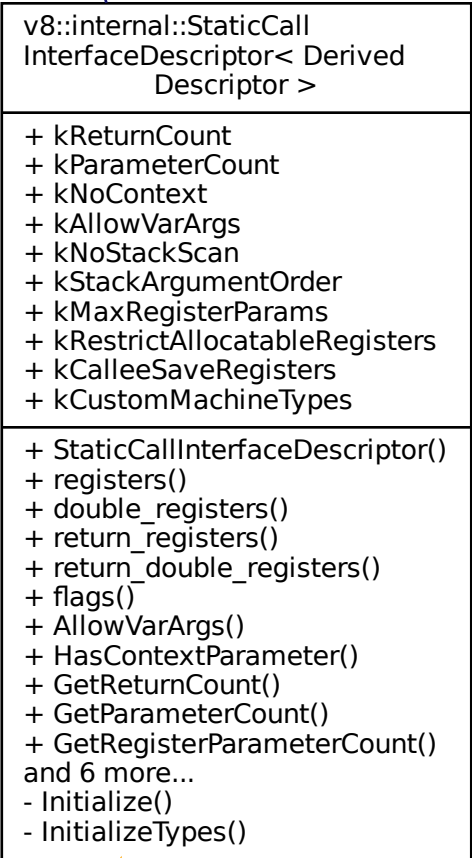 v8::internal::StaticCall
InterfaceDescriptor< Derived
Descriptor >
+ kReturnCount
+ kParameterCount
+ kNoContext
+ kAllowVarArgs
+ kNoStackScan
+ kStackArgumentOrder
+ kMaxRegisterParams
+ kRestrictAllocatableRegisters
+ kCalleeSaveRegisters
+ kCustomMachineTypes
+ StaticCallInterfaceDescriptor()
+ registers()
+ double_registers()
+ return_registers()
+ return_double_registers()
+ flags()
+ AllowVarArgs()
+ HasContextParameter()
+ GetReturnCount()
+ GetParameterCount()
+ GetRegisterParameterCount()
and 6 more...
- Initialize()
- InitializeTypes()